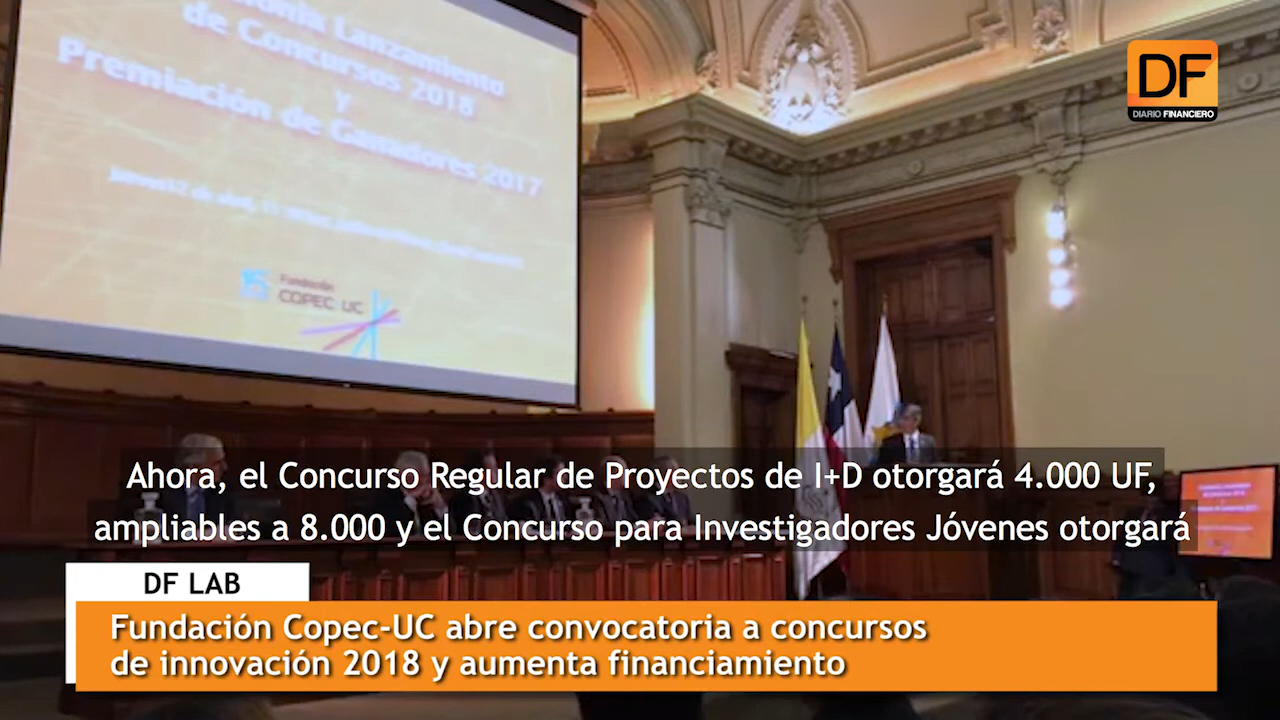 Lanzamiento
de Concursos 2018
y
Premiación de Ganadores 2017
Fundación
COPEC UC
DF
DIARIO FINANCIERO
Ahora, el Concurso Regular de Proyectos de I+D otorgará 4.000 UF,
ampliables a 8.000 y el Concurso para Investigadores Jóvenes otorgará
DF LAB
Fundación Copec-UC abre convocatoria a concursos
de innovación 2018 y aumenta financiamiento